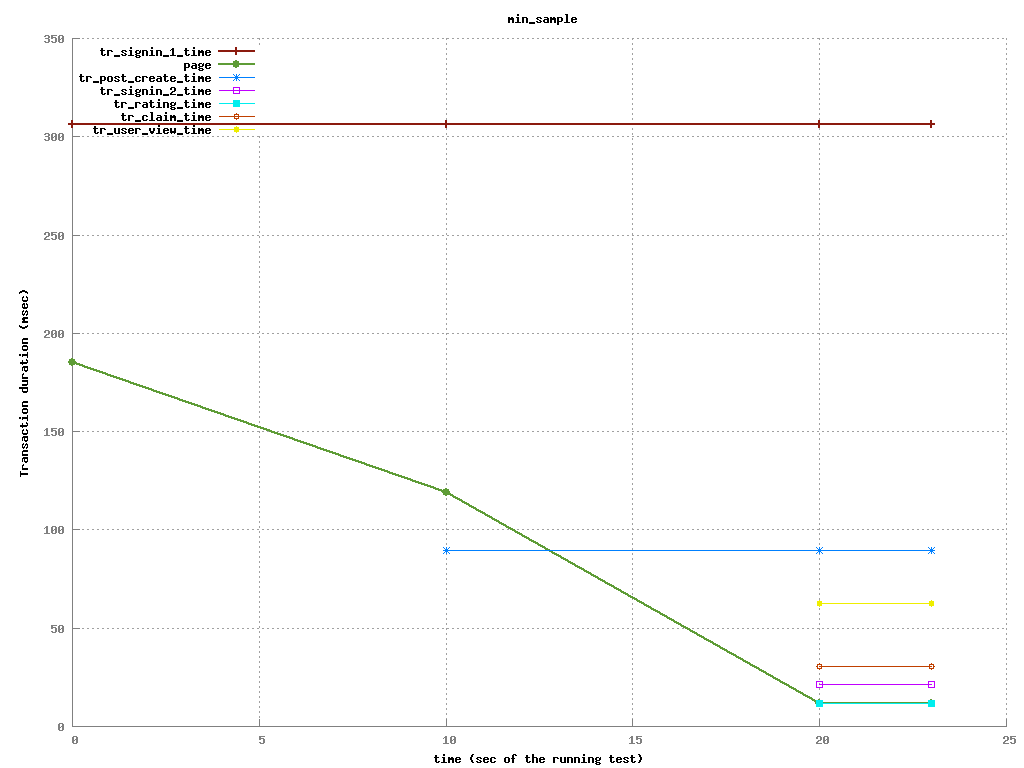 min_sample
350
300
250
200
150
100
50
0
Transaction duration (msec)
tr_signin_1_time
page
tr_post_create_time
tr_signin_2_time
tr_rating_time
tr_claim_time
tr_user_view_time
0 5 10 15 20 25
time (sec of the running test)